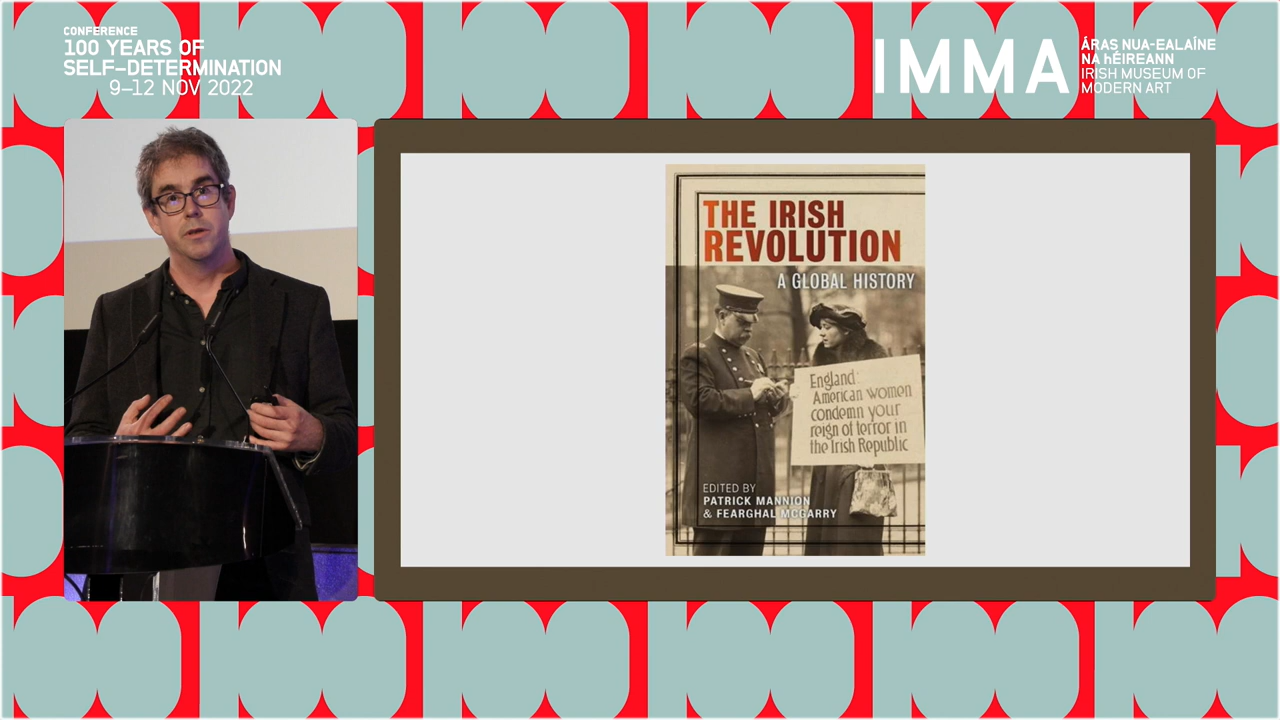 CONFERENCE
100 YEARS OF
SELF–DETERMINATION
9–12 NOV 2022
IMMA
ÁRAS NUA-EALAÍNE
NA hÉIREANN
IRISH MUSEUM OF
MODERN ART
THE IRISH
REVOLUTION
A GLOBAL HISTORY
England:
American women
condemn your
reign of terror in
the Irish Republic
EDITED BY
PATRICK MANNION
& FEARGHAL MCGARRY